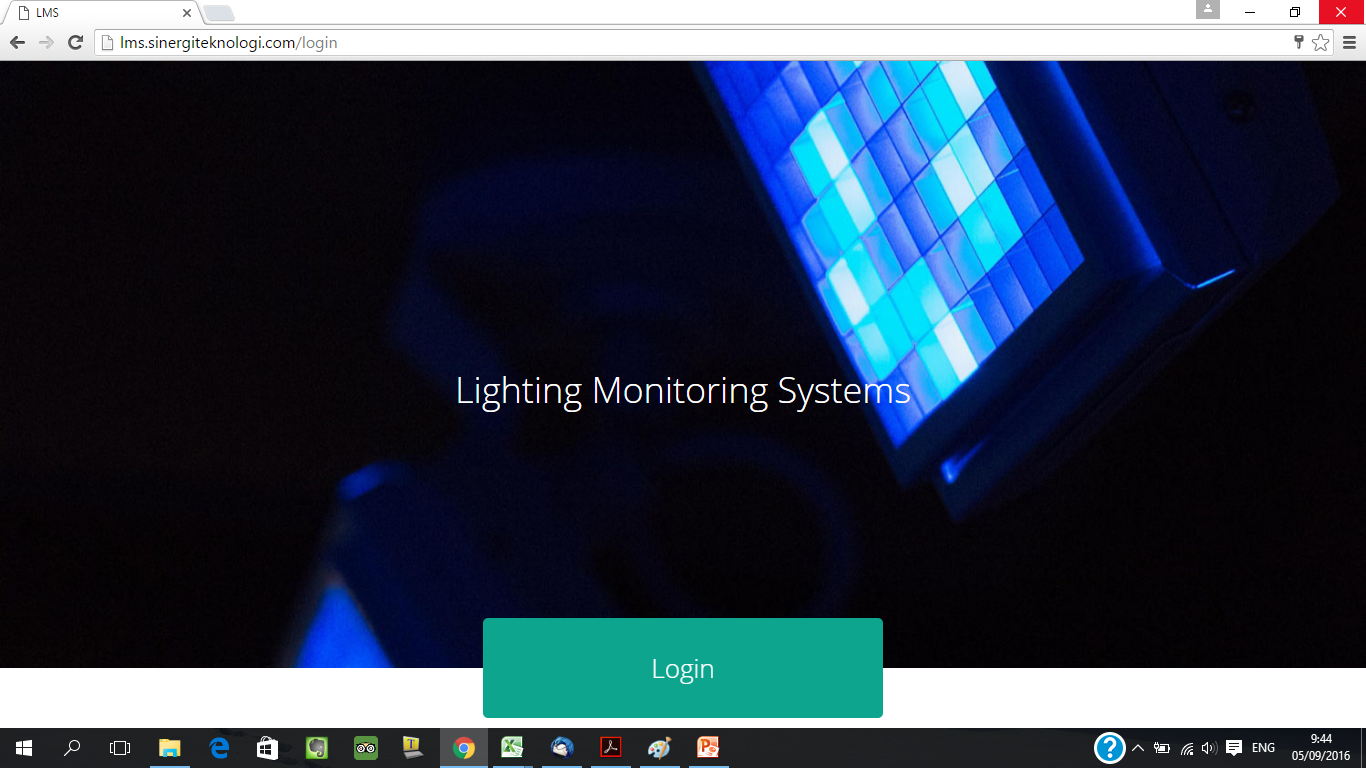 LMS
lms.sinergiteknologi.com/login
Lighting Monitoring Systems
Login
ENG
9:44
05/09/2016